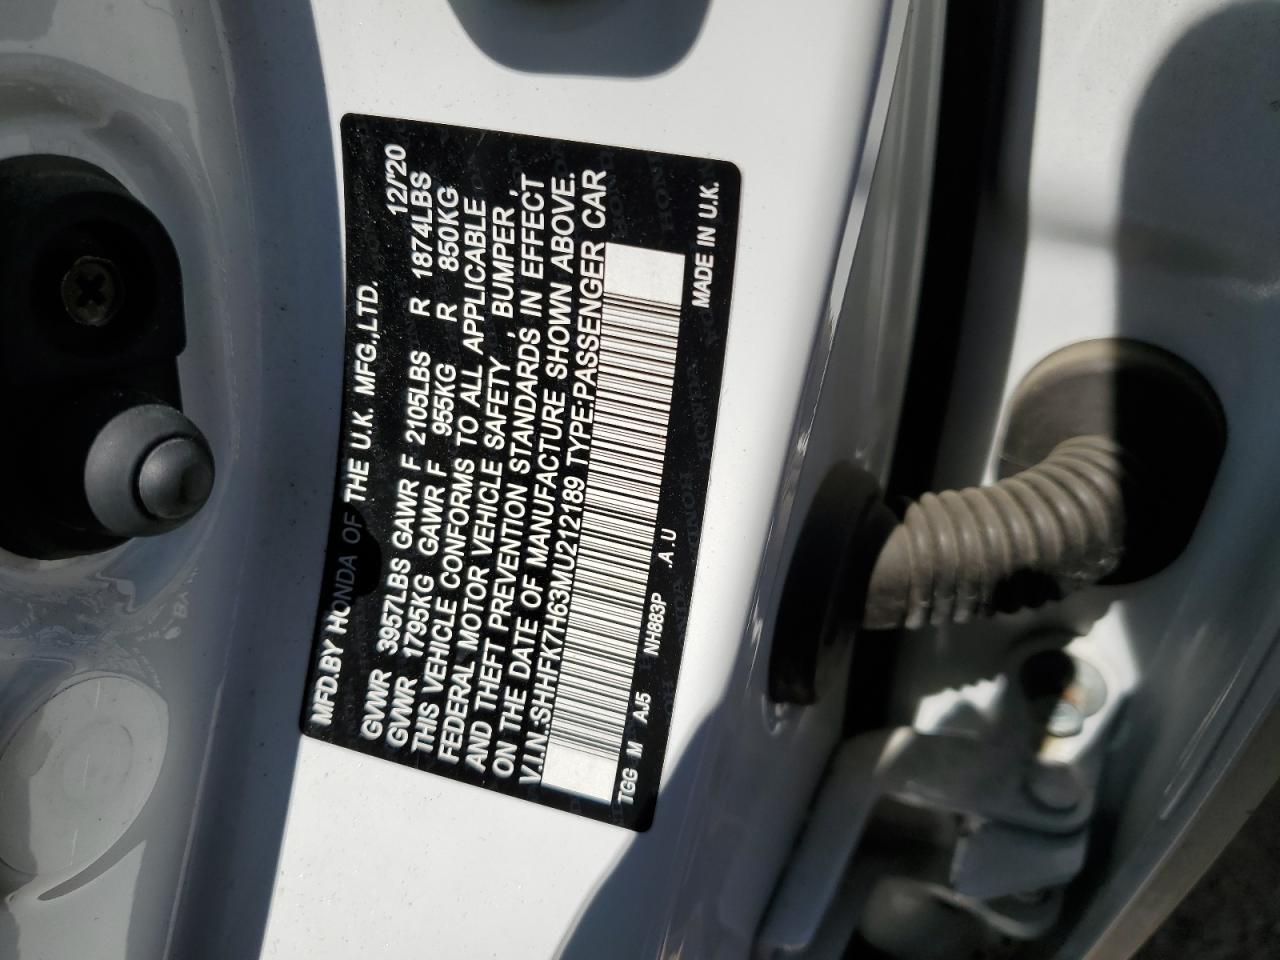 MFD.BY HONDA OF THE U.K. MFG.,LTD. 12/'20
GVWR 3957LBS GAWR F 2105LBS R 1874LBS
GVWR 1795KG GAWR F 955KG R 850KG
THIS VEHICLE CONFORMS TO ALL APPLICABLE
FEDERAL MOTOR VEHICLE SAFETY , BUMPER ,
AND THEFT PREVENTION STANDARDS IN EFFECT
ON THE DATE OF MANUFACTURE SHOWN ABOVE.
V.I.N.:SHHFK7H63MU212189 TYPE:PASSENGER CAR
TGG M AJ5 NH883P .A.U MADE IN U.K.